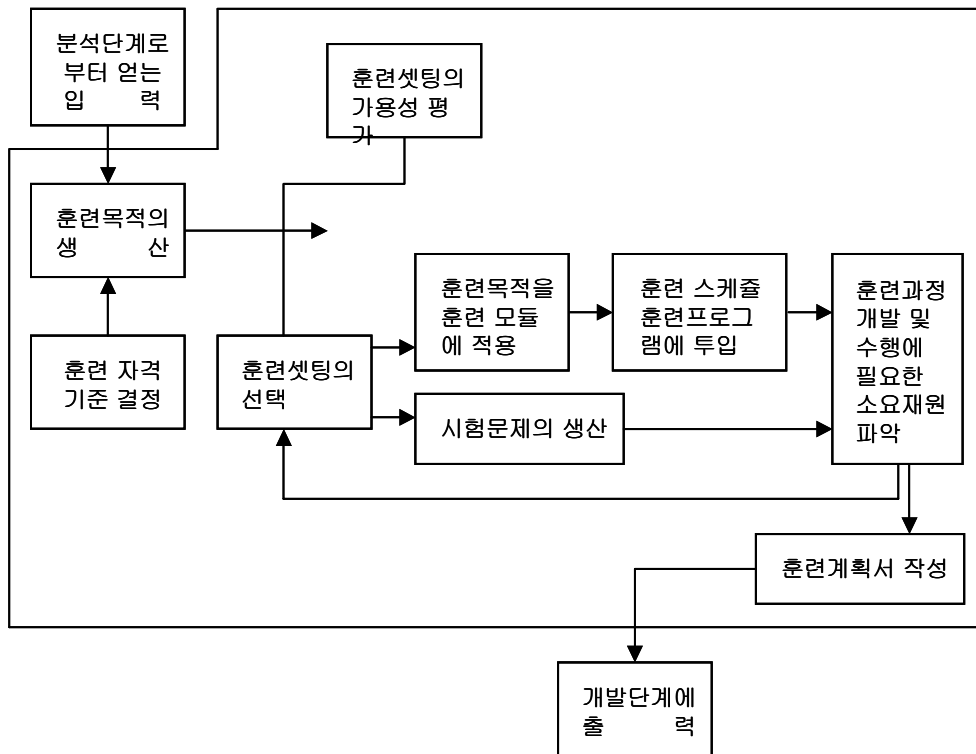 분석단계로
부터 얻는
입 력
훈련셋팅의
가용성 평
가
훈련목적의
생 산
훈련 자격
기준 결정
훈련셋팅의
선택
훈련목적을
훈련 모듈
에 적용
훈련 스케쥴
훈련프로그
램에 투입
시험문제의 생산
훈련과정
개발 및
수행에
필요한
소요재원
파악
훈련계획서 작성
개발단계에
출 력